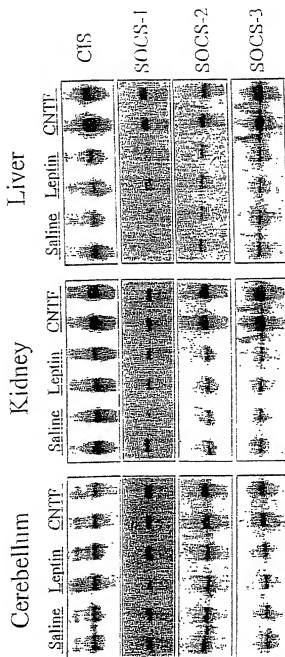 Cerebellum
Saline Leptin CNTF
Kidney
Saline Leptin CNTF
Liver
Saline Leptin CNTF
CIS
SOCS-1
SOCS-2
SOCS-3